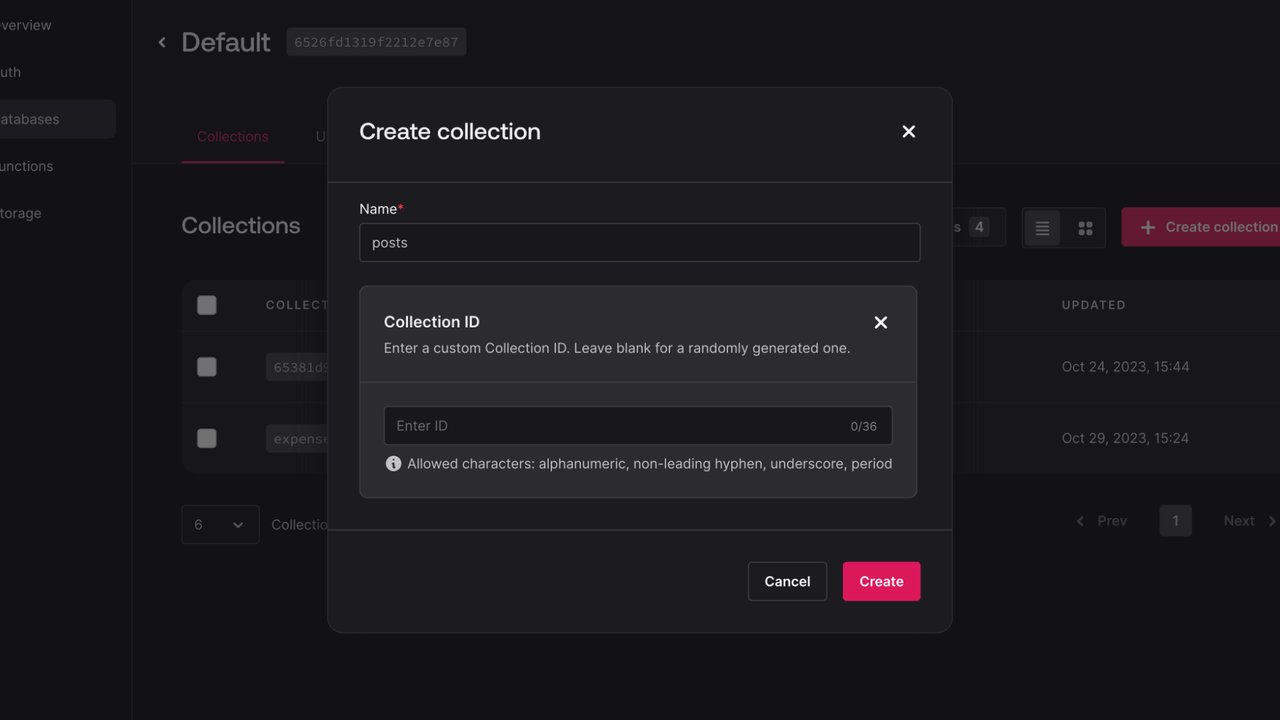 verview
Default 6526fd1319f2212e7e87
uth
atabases
unctions
torage
Collections U
Collections
s 4
+ Create collection
COLLECT UPDATED
65381d9 Oct 24, 2023, 15:44
expense Oct 29, 2023, 15:24
6 Collectio
Prev 1 Next
Create collection
Name*
posts
Collection ID
Enter a custom Collection ID. Leave blank for a randomly generated one.
Enter ID 0/36
Allowed characters: alphanumeric, non-leading hyphen, underscore, period
Cancel Create